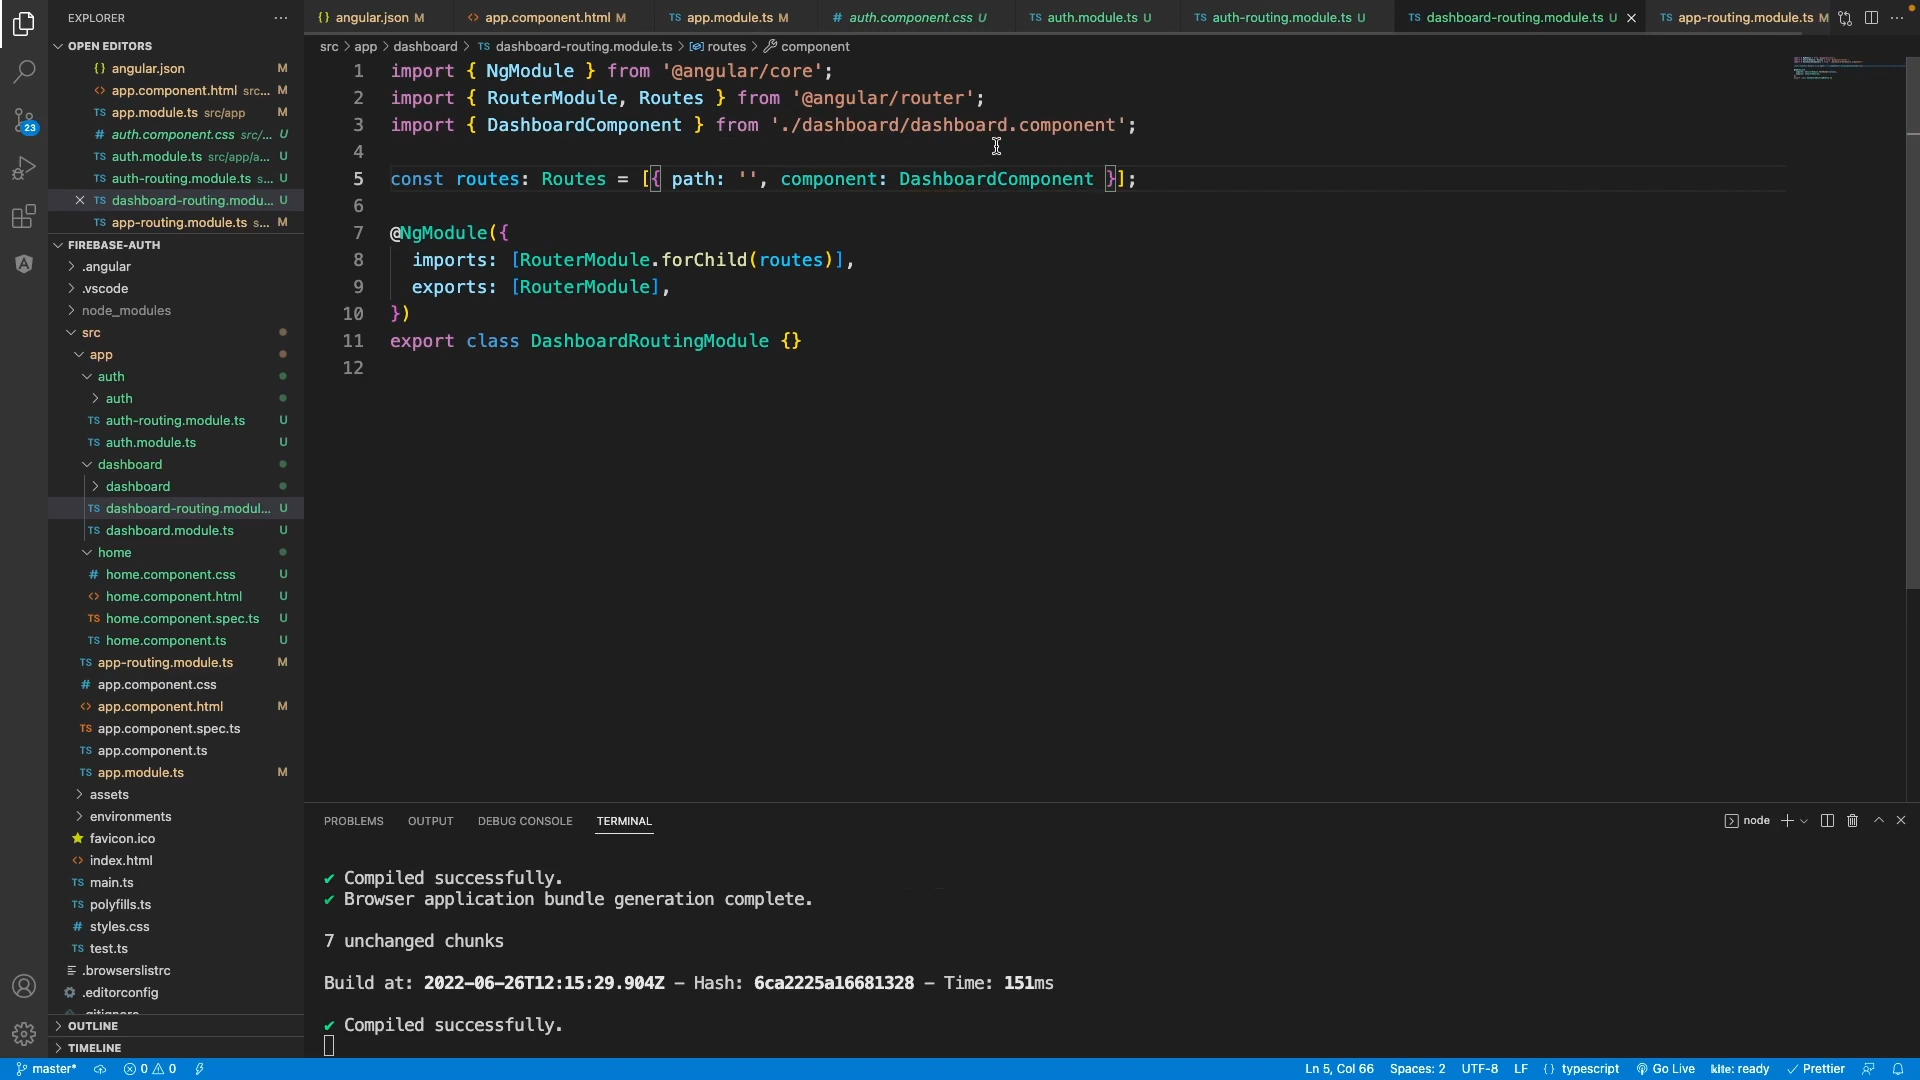 EXPLORER
{} angular.json M
<> app.component.html M
TS app.module.ts M
# auth.component.css U
TS auth.module.ts U
TS auth-routing.module.ts U
TS dashboard-routing.module.ts U
TS app-routing.module.ts M
OPEN EDITORS
{} angular.json M
<> app.component.html src... M
TS app.module.ts src/app M
# auth.component.css src/... U
TS auth.module.ts src/app/a... U
TS auth-routing.module.ts s... U
TS dashboard-routing.modu... U
TS app-routing.module.ts s... M
FIREBASE-AUTH
.angular
.vscode
node_modules
src
app
auth
auth
TS auth-routing.module.ts U
TS auth.module.ts U
dashboard
dashboard
TS dashboard-routing.modul... U
TS dashboard.module.ts U
home
# home.component.css U
<> home.component.html U
TS home.component.spec.ts U
TS home.component.ts U
TS app-routing.module.ts M
# app.component.css
<> app.component.html M
TS app.component.spec.ts
TS app.component.ts
TS app.module.ts M
assets
environments
favicon.ico
<> index.html
TS main.ts
TS polyfills.ts
# styles.css
TS test.ts
.browserslistrc
.editorconfig
OUTLINE
TIMELINE
23
src > app > dashboard > TS dashboard-routing.module.ts > routes > component
1 import { NgModule } from '@angular/core';
2 import { RouterModule, Routes } from '@angular/router';
3 import { DashboardComponent } from './dashboard/dashboard.component';
4
5 const routes: Routes = [{ path: '', component: DashboardComponent }];
6
7 @NgModule({
8 imports: [RouterModule.forChild(routes)],
9 exports: [RouterModule],
10 })
11 export class DashboardRoutingModule {}
12
PROBLEMS OUTPUT DEBUG CONSOLE TERMINAL
node
✔ Compiled successfully.
✔ Browser application bundle generation complete.
7 unchanged chunks
Build at: 2022-06-26T12:15:29.904Z - Hash: 6ca2225a16681328 - Time: 151ms
✔ Compiled successfully.
master* 0 0 Ln 5, Col 66 Spaces: 2 UTF-8 LF {} typescript Go Live kite: ready Prettier